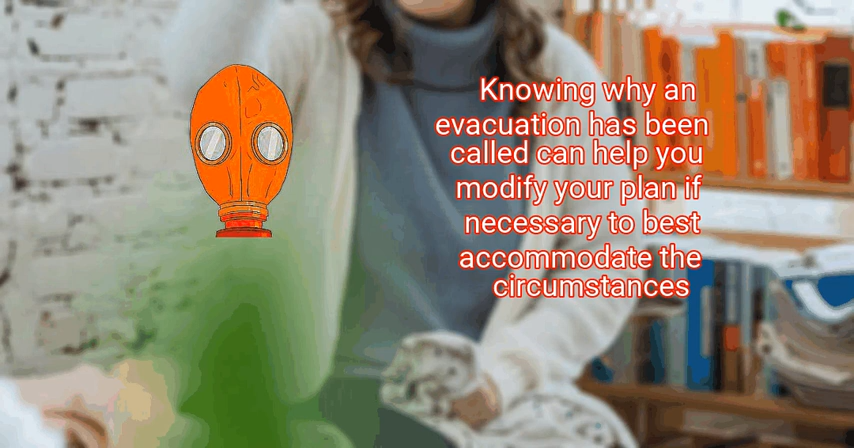 Knowing why an
evacuation has been
called can help you
modify your plan if
necessary to best
accommodate the
circumstances